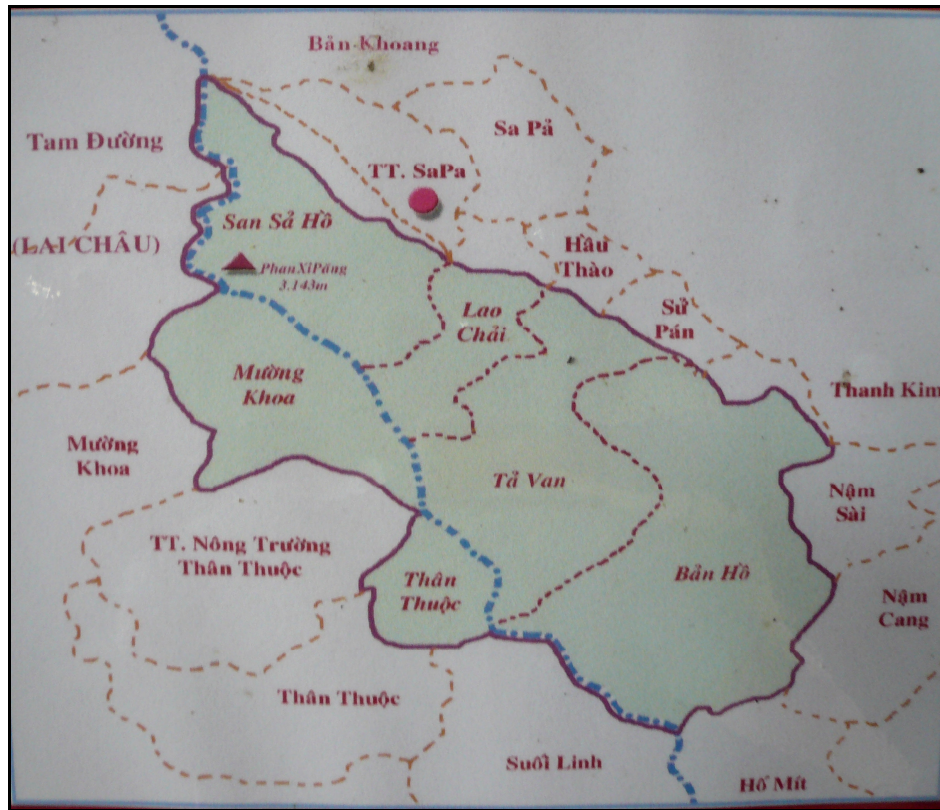 Bản Khoang
Sa Pả
Tam Đường
TT. SaPa
San Sả Hồ
(LAI CHÂU)
Hầu
Thào
PhanXiPăng
3.143m
Lao
Chải
Sử
Pán
Mường
Khoa
Thanh Kim
Mường
Khoa
Tả Van
Nậm
Sài
TT. Nông Trường
Thân Thuộc
Thân
Thuộc
Bản Hồ
Nậm
Cang
Thân Thuộc
Suối Linh
Hố Mít